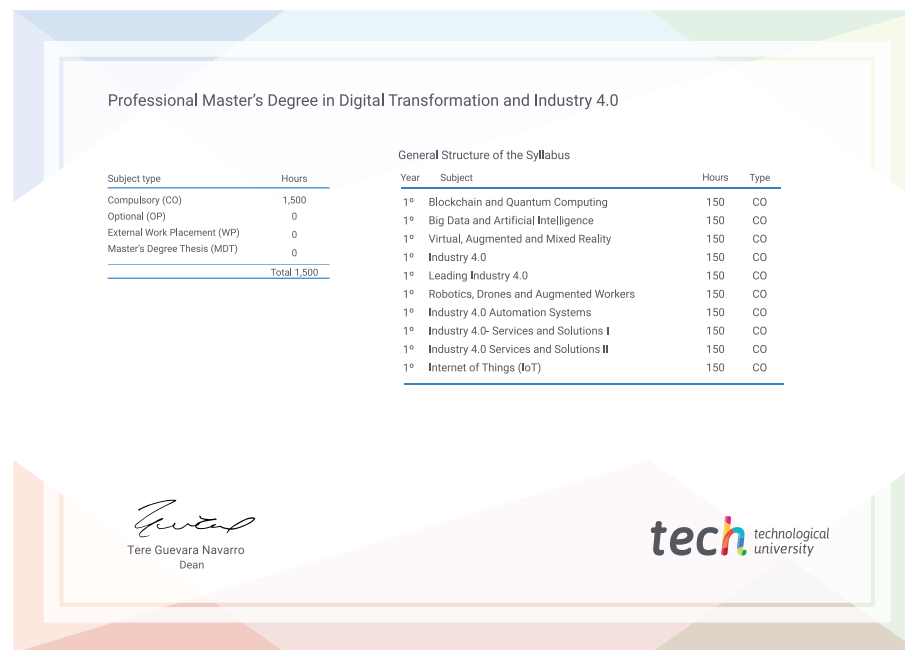 Professional Master's Degree in Digital Transformation and Industry 4.0
Subject type Hours
Compulsory (CO) 1,500
Optional (OP) 0
External Work Placement (WP) 0
Master's Degree Thesis (MDT) 0
Total 1,500
General Structure of the Syllabus
Year Subject Hours Type
1º Blockchain and Quantum Computing 150 CO
1º Big Data and Artificial Intelligence 150 CO
1º Virtual, Augmented and Mixed Reality 150 CO
1º Industry 4.0 150 CO
1º Leading Industry 4.0 150 CO
1º Robotics, Drones and Augmented Workers 150 CO
1º Industry 4.0 Automation Systems 150 CO
1º Industry 4.0- Services and Solutions I 150 CO
1º Industry 4.0 Services and Solutions II 150 CO
1º Internet of Things (IoT) 150 CO
Tere Guevara Navarro
Dean
tech technological
university